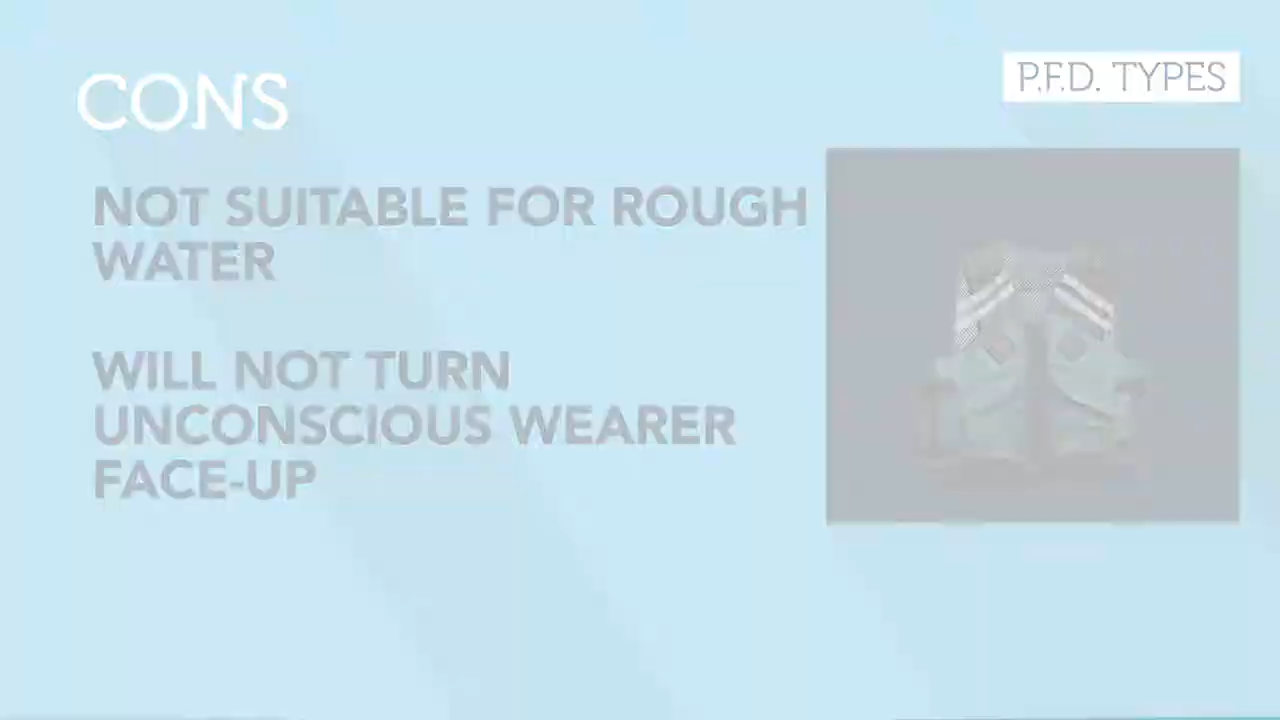 CONS
P.F.D. TYPES
NOT SUITABLE FOR ROUGH
WATER
WILL NOT TURN
UNCONSCIOUS WEARER
FACE-UP